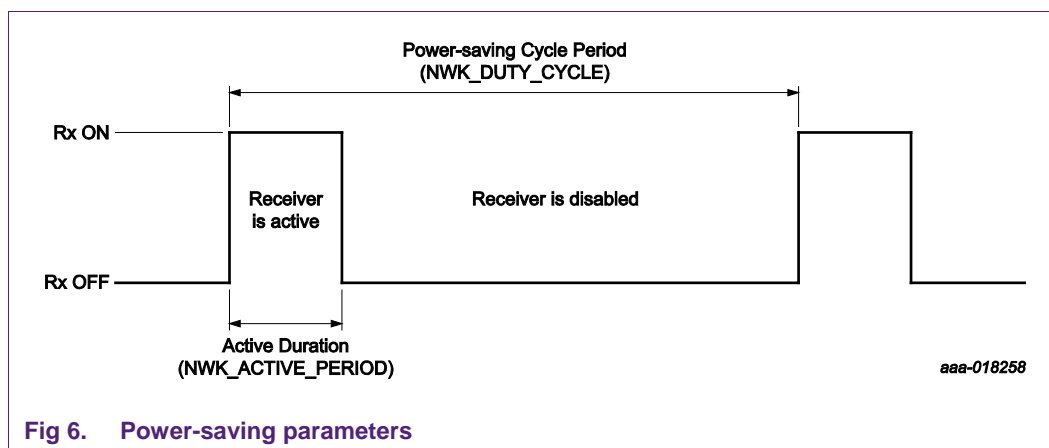 Power-saving Cycle Period
(NWK_DUTY_CYCLE)
Rx ON
Receiver
is active
Receiver is disabled
Rx OFF
Active Duration
(NWK_ACTIVE_PERIOD)
aaa-018258
Fig 6. Power-saving parameters